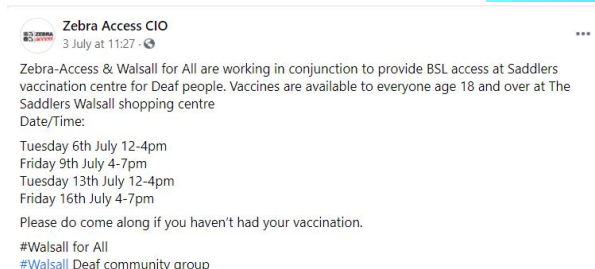 Zebra Access CIO
3 July at 11:27 ·
Zebra-Access & Walsall for All are working in conjunction to provide BSL access at Saddlers
vaccination centre for Deaf people. Vaccines are available to everyone age 18 and over at The
Saddlers Walsall shopping centre
Date/Time:
Tuesday 6th July 12-4pm
Friday 9th July 4-7pm
Tuesday 13th July 12-4pm
Friday 16th July 4-7pm
Please do come along if you haven't had your vaccination.
#Walsall for All
#Walsall Deaf community group